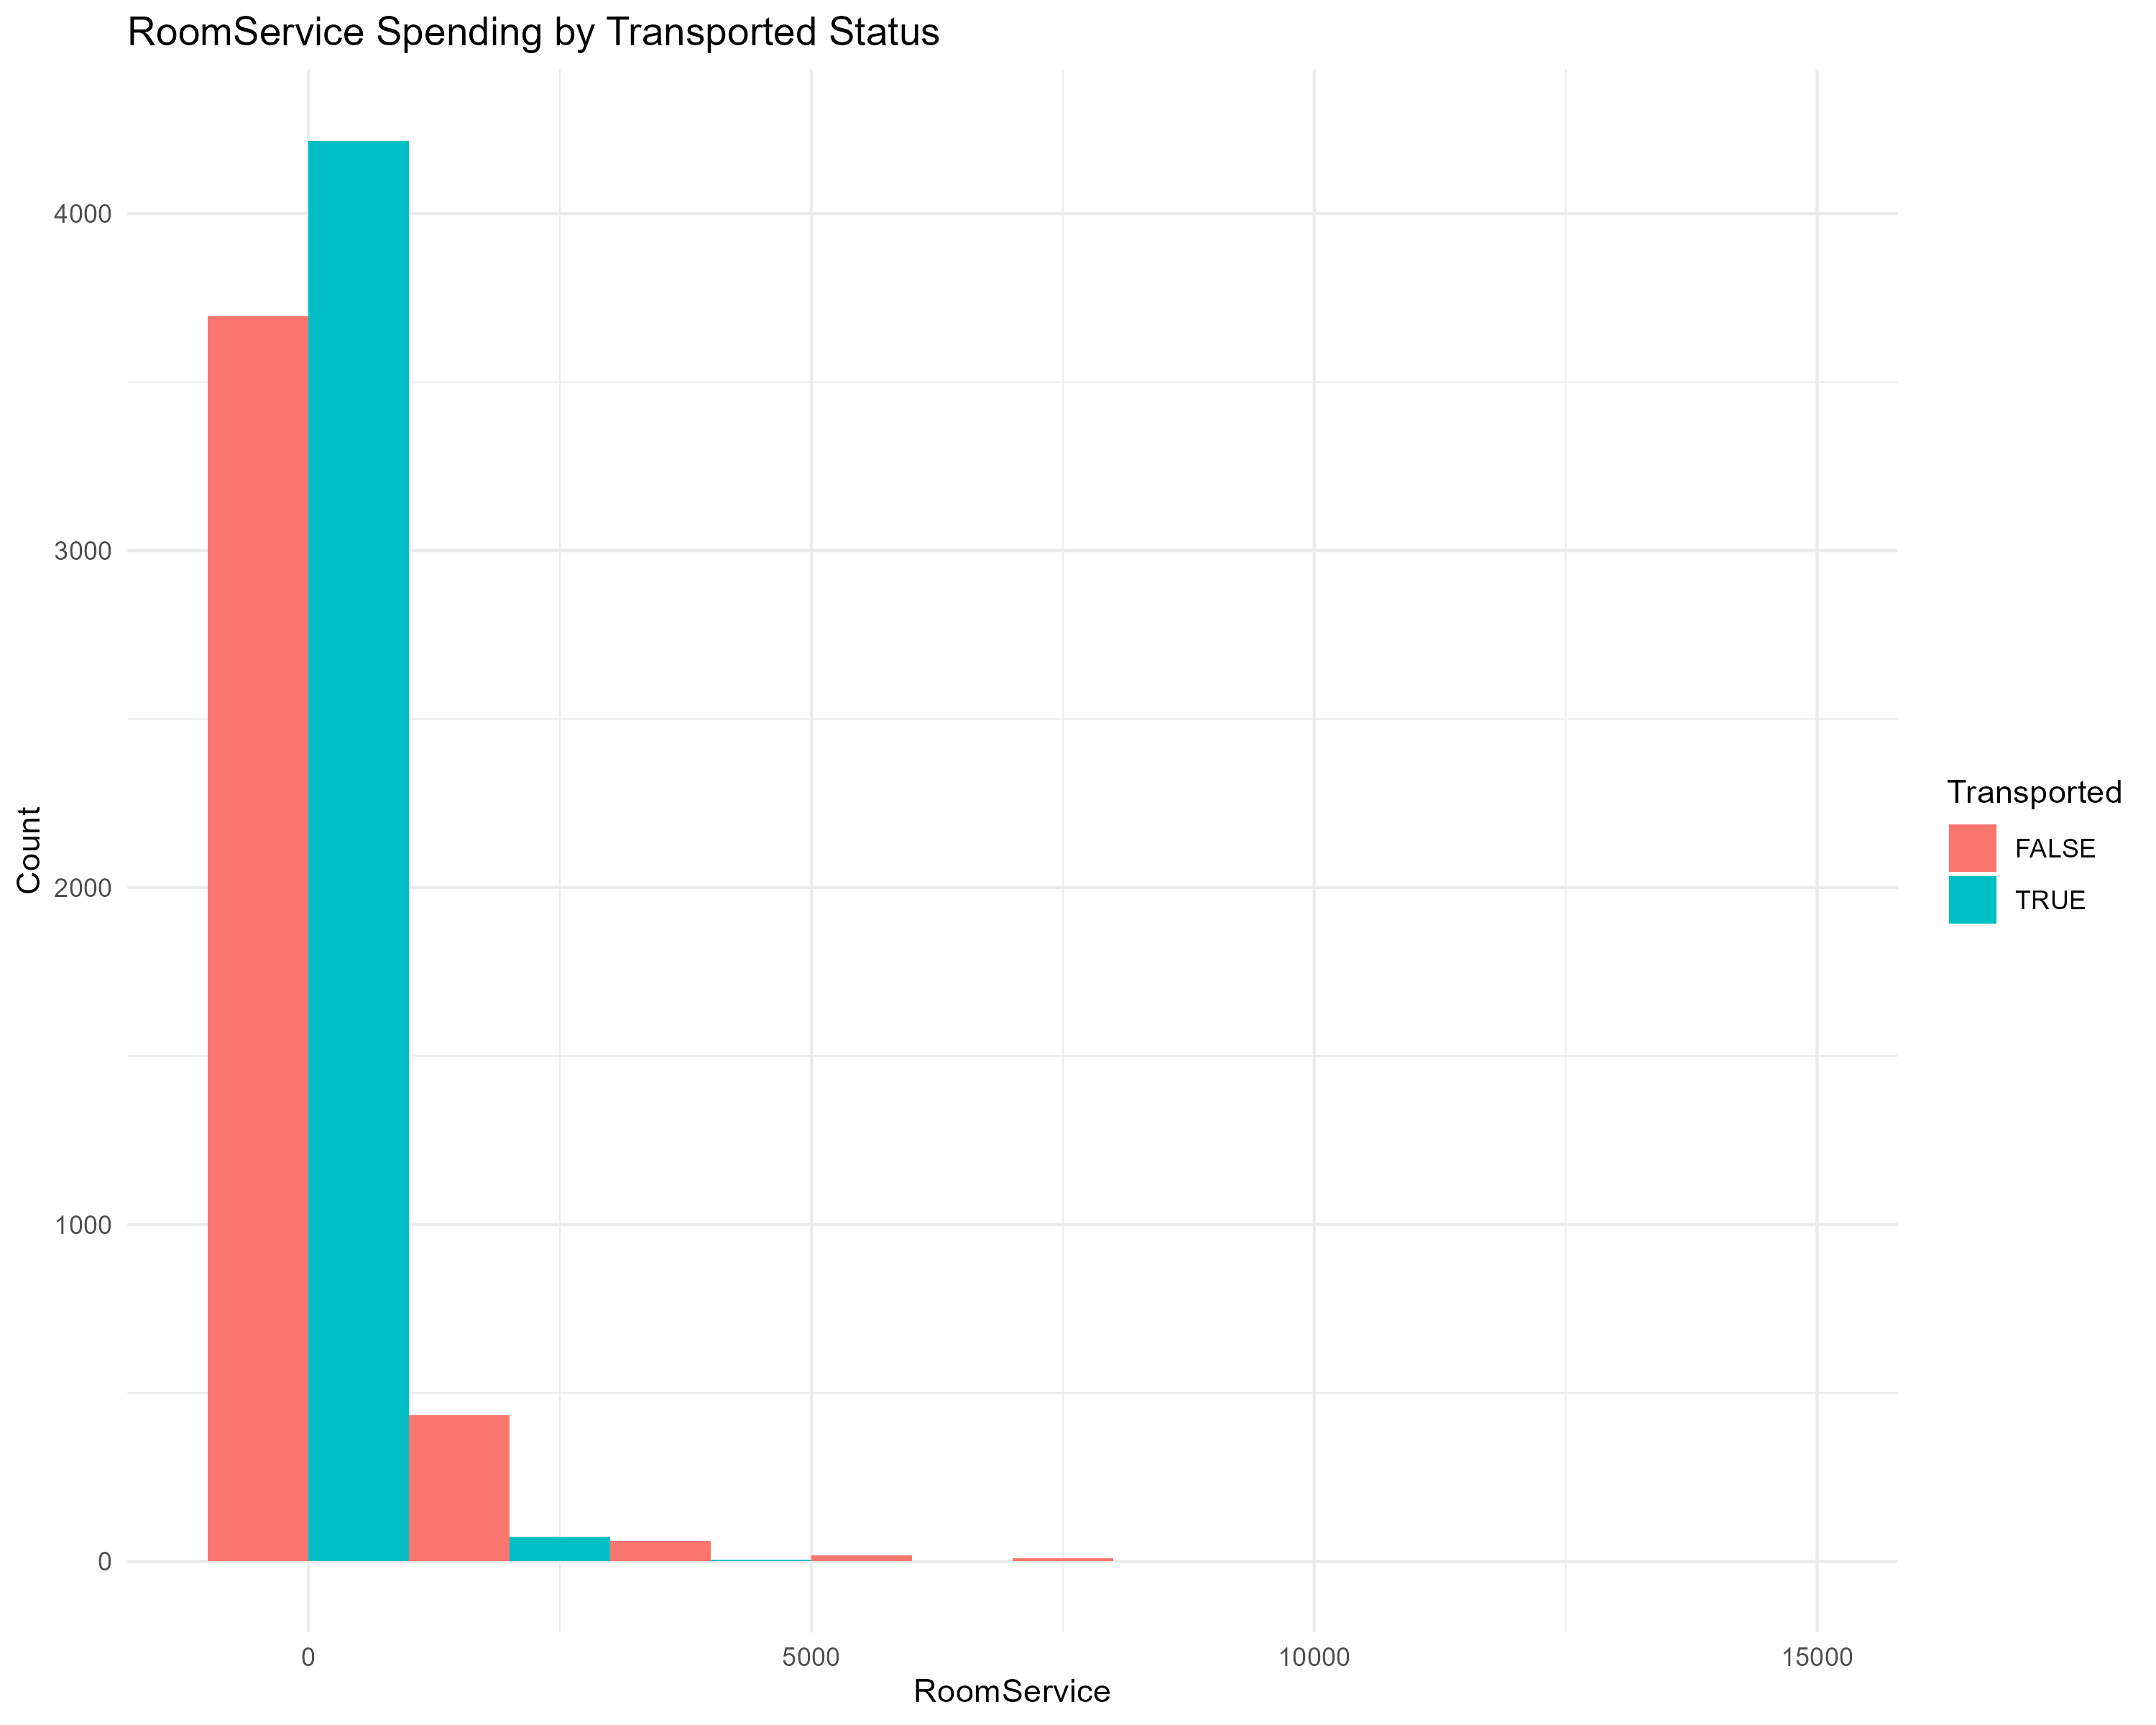 RoomService Spending by Transported Status
4000
3000
2000
1000
0
Count
0 5000 10000 15000
RoomService
Transported
FALSE
TRUE